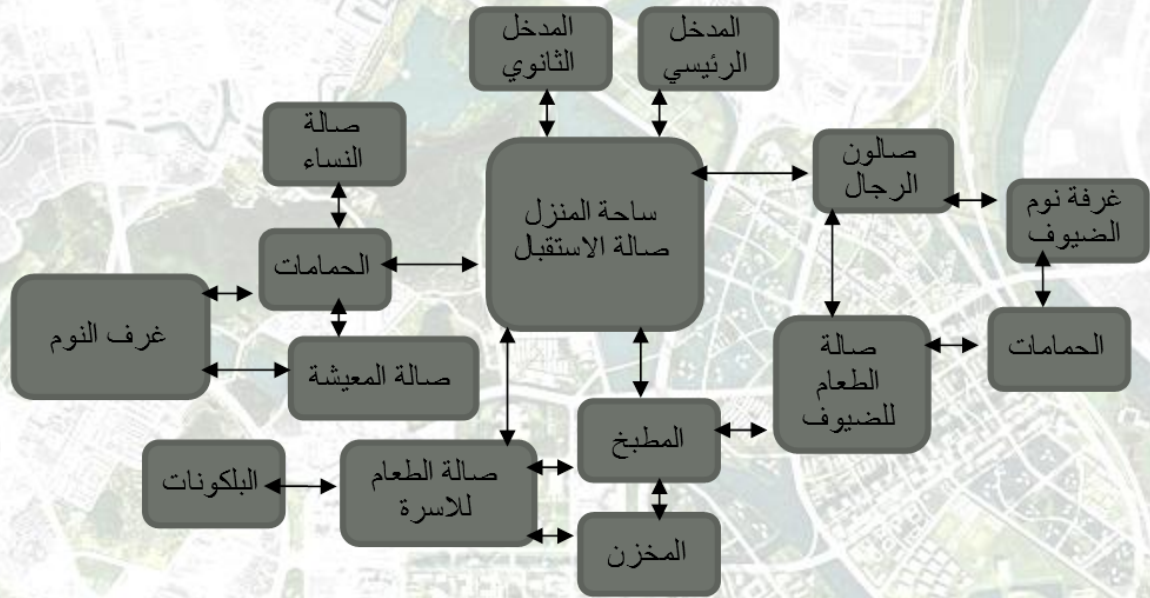 المدخل
الرئيسي
المدخل
الثانوي
صالة
النساء
صالون
الرجال
غرفة نوم
الضيوف
ساحة المنزل
صالة الاستقبال
الحمامات
غرف النوم
صالة المعيشة
صالة
الطعام
للضيوف
الحمامات
المطبخ
صالة الطعام
للاسرة
البلكونات
المخزن